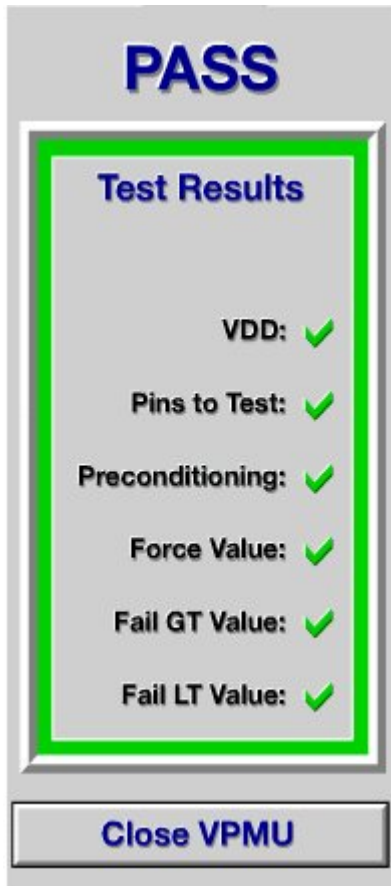 PASS
Test Results
VDD:
Pins to Test:
Preconditioning:
Force Value:
Fail GT Value:
Fail LT Value:
Close VPMU